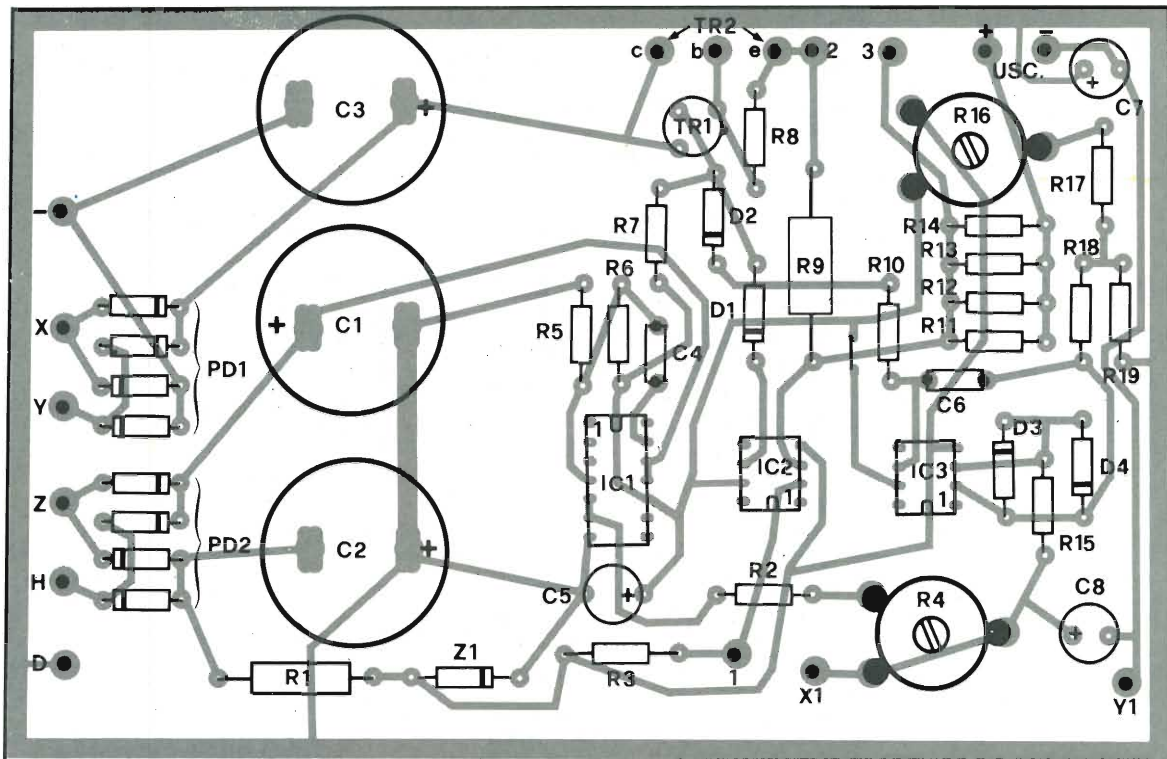 TR2
c
b
e
2
3
+
-
USC.
+
C7
C3
+
TR1
R8
R16
R17
-
R7
D2
R14
R13
R18
R6
R9
R10
R12
X
+
C1
R5
D1
R11
PD1
C4
R19
Y
C6
1
D3
IC2
IC3
D4
IC1
1
1
Z
PD2
C2
+
R15
H
C5
+
R2
R4
C8
+
D
Z1
R1
R3
1
X1
Y1